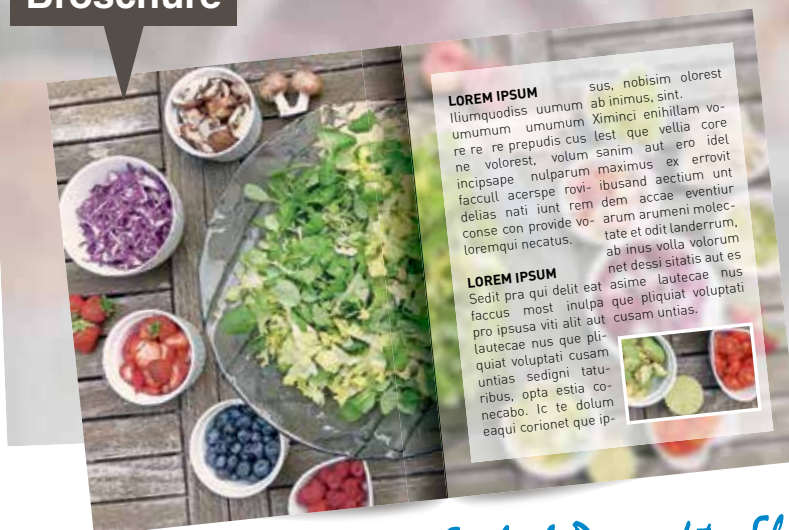 Broschüre
LOREM IPSUM
Iliumquodiss uumum
umumum umumum
re re re prepudis cus
ne volorest, volum
incipsape nulparum
faccull acerspe rovi-
delias nati iunt rem
conse con provide vo-
loremqui necatus.
LOREM IPSUM
Sedit pra qui delit eat
faccus most inulpa
pro ipsusa viti alit aut
lautecae nus que pli-
quiat voluptati cusam
untias sedigni tatu-
ribus, opta estia co-
necabo. Ic te dolum
eaqui corionet que ip-
sus, nobisim olorest
ab inimus, sint.
Ximinci enihillam vo-
lest que vellia core
sanim aut ero idel
maximus ex errovit
ibusand aectium unt
dem accae eventiur
arum arumeni molec-
tate et odit landerrum,
ab inus volla volorum
net dessi sitatis aut es
asime lautecae nus
que pliquiat voluptati
cusam untias.